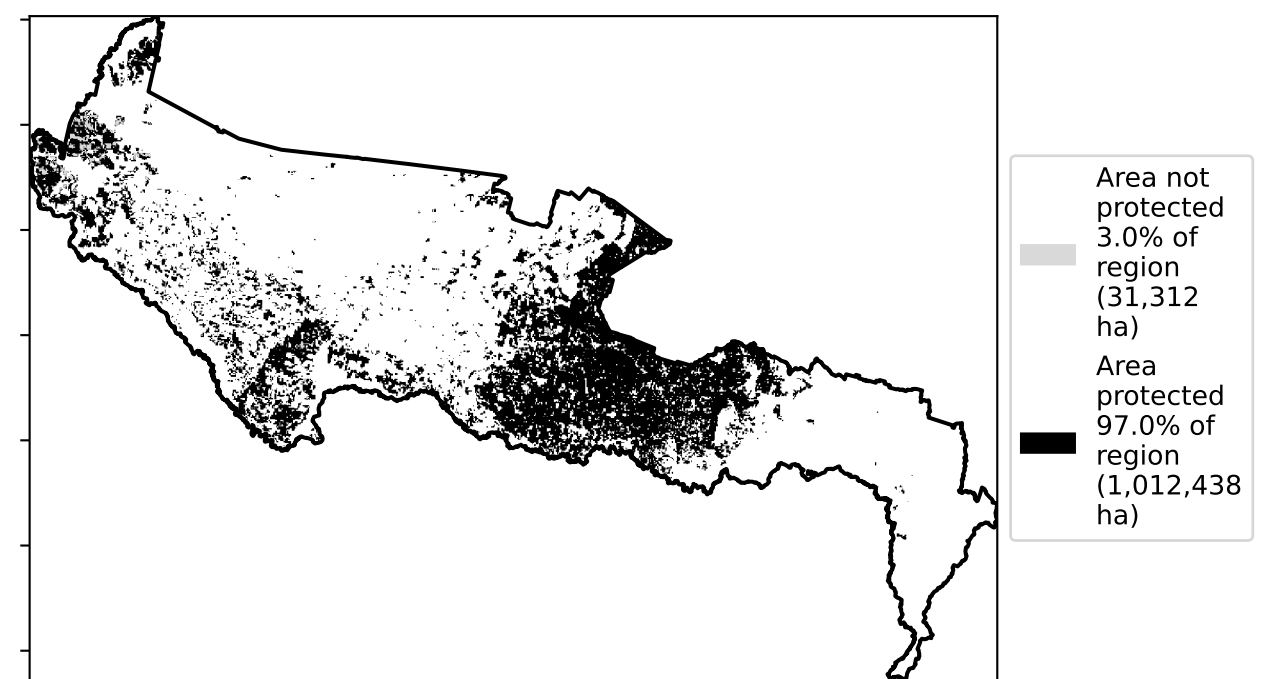 Area not
protected
3.0% of
region
(31,312
ha)
Area
protected
97.0% of
region
(1,012,438
ha)